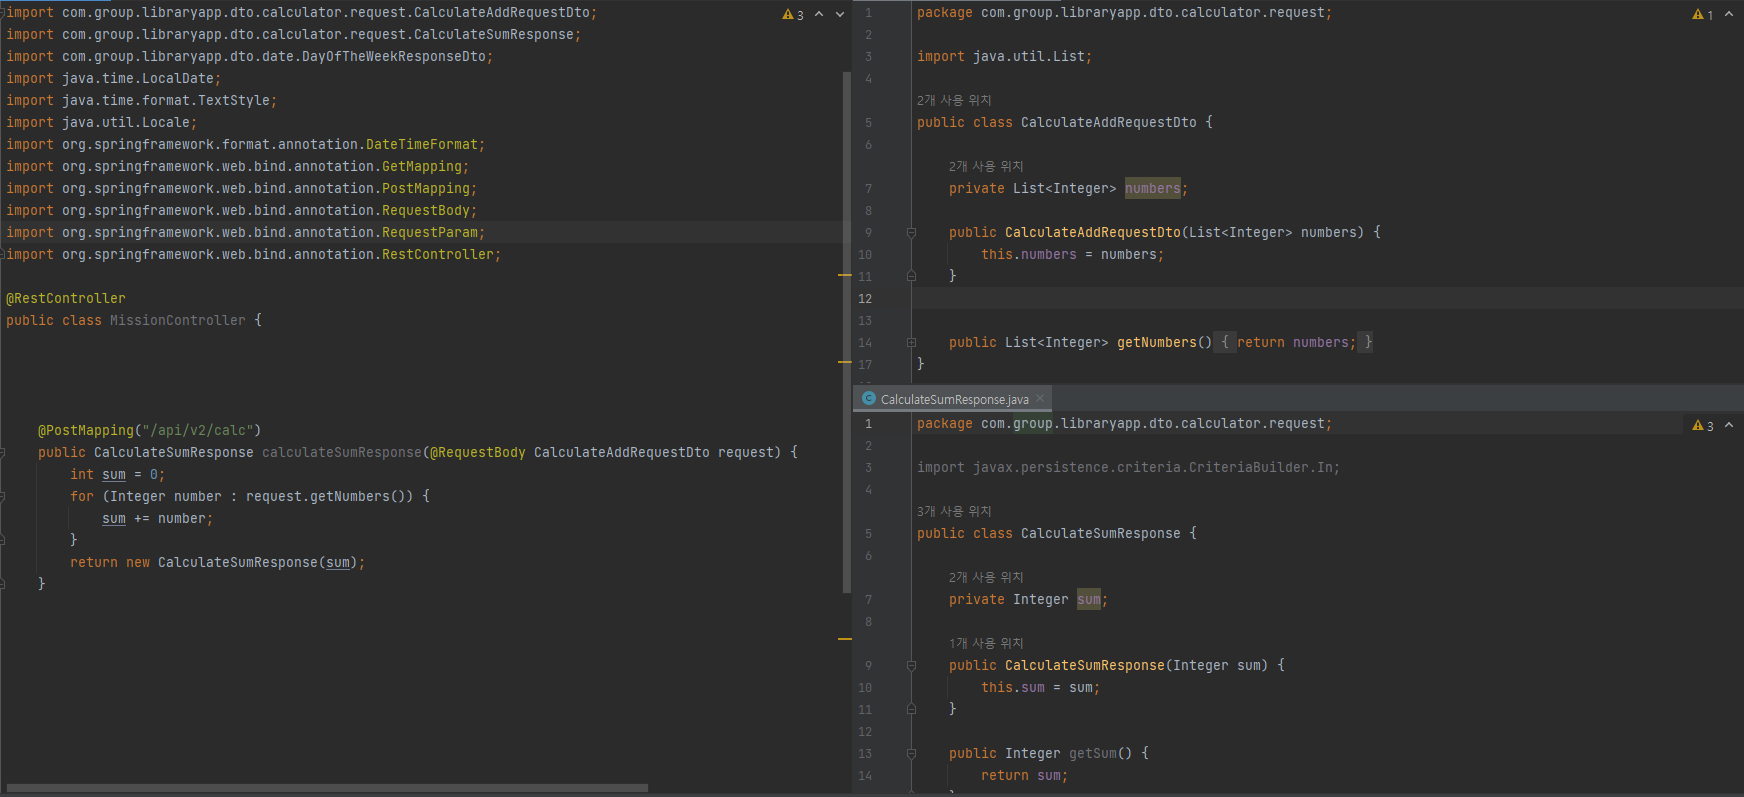 import com.group.libraryapp.dto.calculator.request.CalculateAddRequestDto;
import com.group.libraryapp.dto.calculator.request.CalculateSumResponse;
import com.group.libraryapp.dto.date.DayOfTheWeekResponseDto;
import java.time.LocalDate;
import java.time.format.TextStyle;
import java.util.Locale;
import org.springframework.format.annotation.DateTimeFormat;
import org.springframework.web.bind.annotation.GetMapping;
import org.springframework.web.bind.annotation.PostMapping;
import org.springframework.web.bind.annotation.RequestBody;
import org.springframework.web.bind.annotation.RequestParam;
import org.springframework.web.bind.annotation.RestController;
@RestController
public class MissionController {
@PostMapping("/api/v2/calc")
public CalculateSumResponse calculateSumResponse(@RequestBody CalculateAddRequestDto request) {
int sum = 0;
for (Integer number : request.getNumbers()) {
sum += number;
}
return new CalculateSumResponse(sum);
}
3
1 package com.group.libraryapp.dto.calculator.request;
1
2
3 import java.util.List;
4
2개 사용 위치
5 public class CalculateAddRequestDto {
6
2개 사용 위치
7 private List<Integer> numbers;
8
9 public CalculateAddRequestDto(List<Integer> numbers) {
10 this.numbers = numbers;
11 }
12
13
14 public List<Integer> getNumbers() { return numbers; }
17 }
CalculateSumResponse.java
1 package com.group.libraryapp.dto.calculator.request;
3
2
3 import javax.persistence.criteria.CriteriaBuilder.In;
4
3개 사용 위치
5 public class CalculateSumResponse {
6
2개 사용 위치
7 private Integer sum;
8
1개 사용 위치
9 public CalculateSumResponse(Integer sum) {
10 this.sum = sum;
11 }
12
13 public Integer getSum() {
14 return sum;